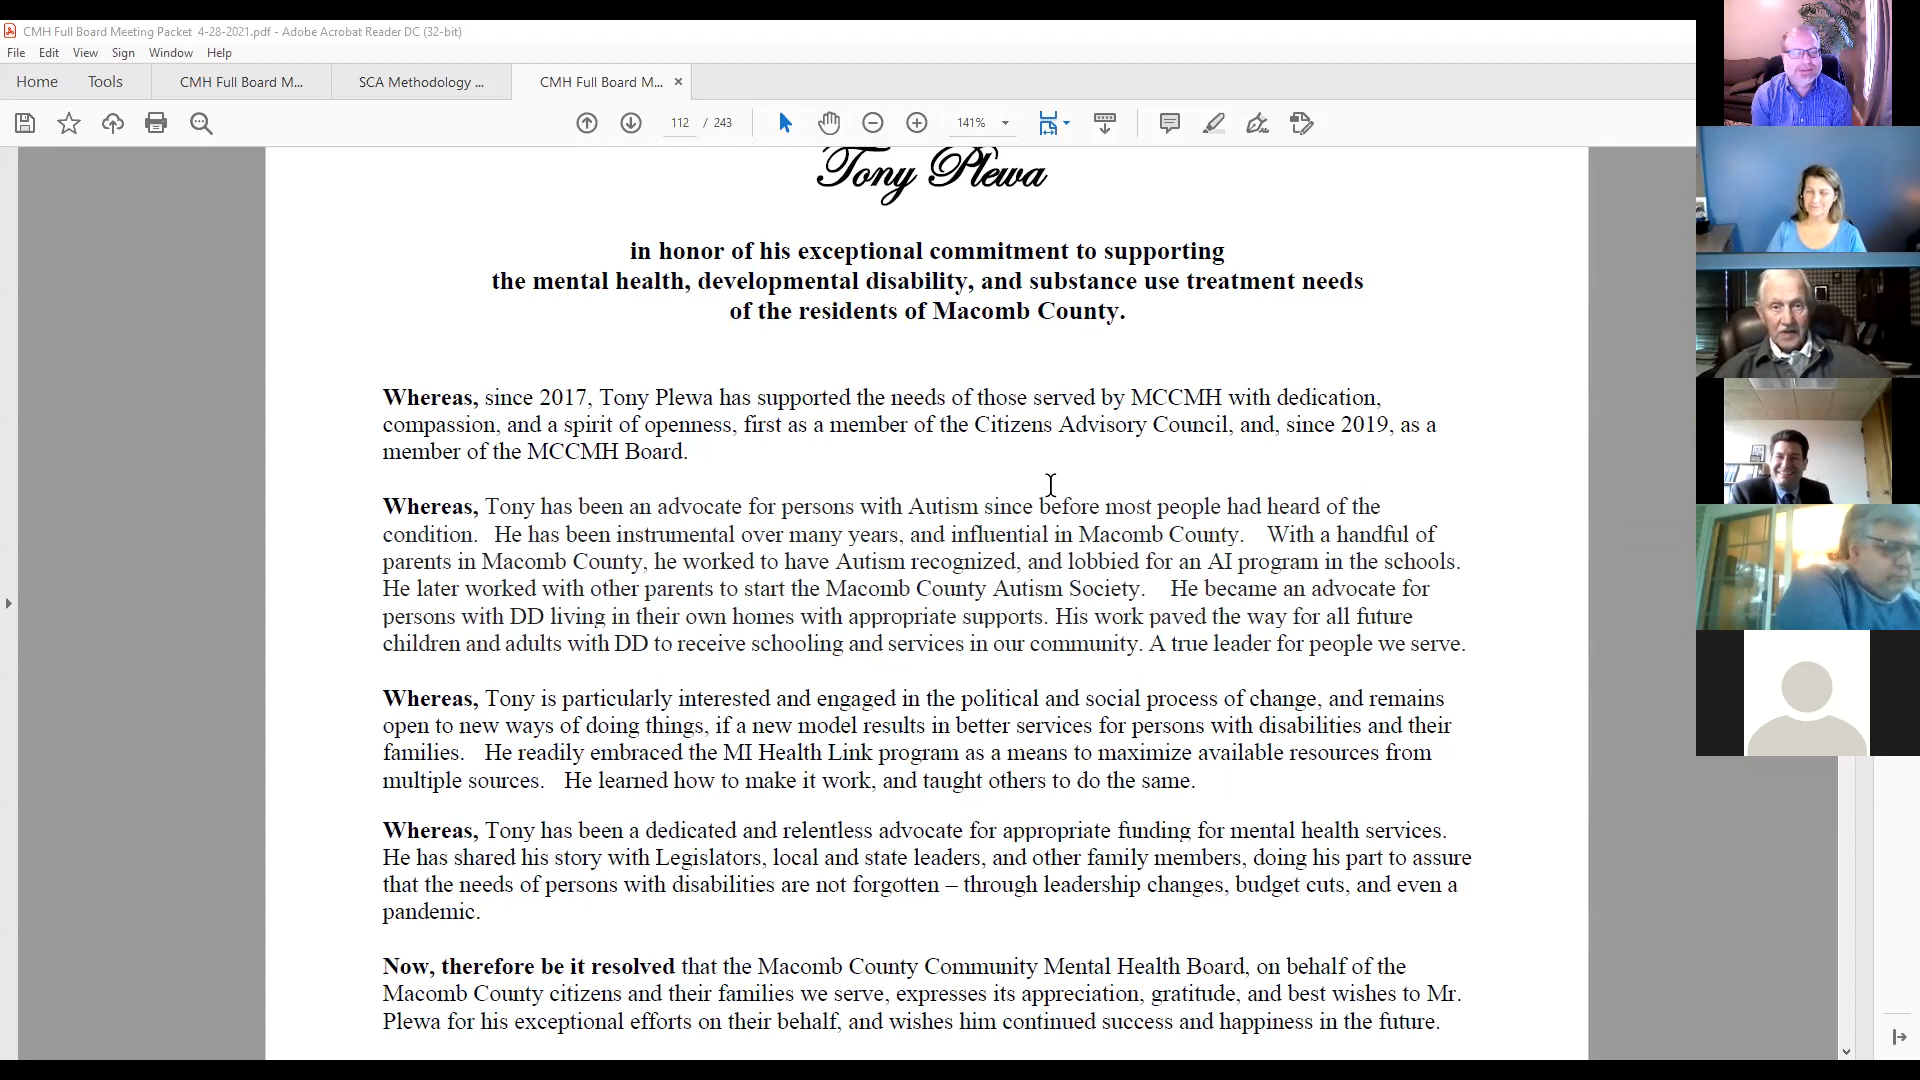 CMH Full Board Meeting Packet  4-28-2021.pdf - Adobe Acrobat Reader DC (32-bit)
File Edit View Sign Window Help
Home Tools CMH Full Board M... SCA Methodology ... CMH Full Board M... ×
112 / 243 141%
Tony Plewa
in honor of his exceptional commitment to supporting
the mental health, developmental disability, and substance use treatment needs
of the residents of Macomb County.
Whereas, since 2017, Tony Plewa has supported the needs of those served by MCCMH with dedication,
compassion, and a spirit of openness, first as a member of the Citizens Advisory Council, and, since 2019, as a
member of the MCCMH Board.
Whereas, Tony has been an advocate for persons with Autism since before most people had heard of the
condition.   He has been instrumental over many years, and influential in Macomb County.    With a handful of
parents in Macomb County, he worked to have Autism recognized, and lobbied for an AI program in the schools.
He later worked with other parents to start the Macomb County Autism Society.    He became an advocate for
persons with DD living in their own homes with appropriate supports. His work paved the way for all future
children and adults with DD to receive schooling and services in our community. A true leader for people we serve.
Whereas, Tony is particularly interested and engaged in the political and social process of change, and remains
open to new ways of doing things, if a new model results in better services for persons with disabilities and their
families.   He readily embraced the MI Health Link program as a means to maximize available resources from
multiple sources.   He learned how to make it work, and taught others to do the same.
Whereas, Tony has been a dedicated and relentless advocate for appropriate funding for mental health services.
He has shared his story with Legislators, local and state leaders, and other family members, doing his part to assure
that the needs of persons with disabilities are not forgotten – through leadership changes, budget cuts, and even a
pandemic.
Now, therefore be it resolved that the Macomb County Community Mental Health Board, on behalf of the
Macomb County citizens and their families we serve, expresses its appreciation, gratitude, and best wishes to Mr.
Plewa for his exceptional efforts on their behalf, and wishes him continued success and happiness in the future.